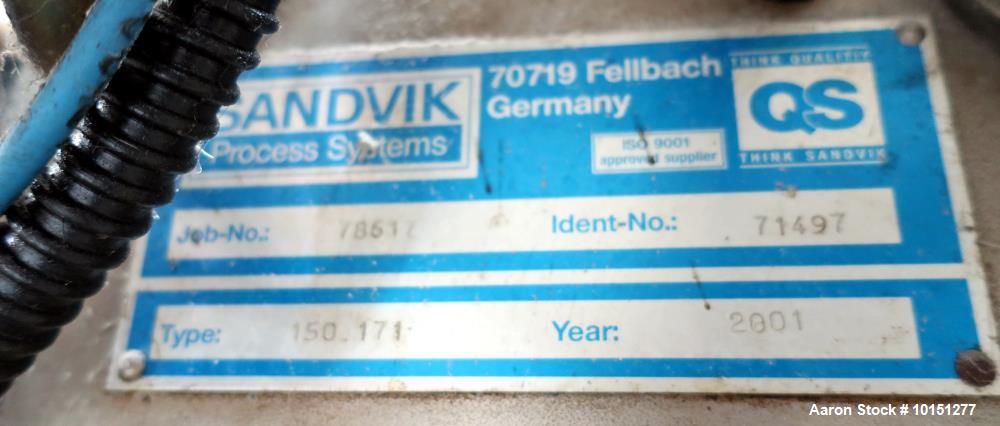 SANDVIK
Process Systems
70719 Fellbach
Germany
ISO 9001
approved supplier
THINK QUALITY
QS
THINK SANDVIK
Job-No.:
Ident-No.: 71497
Type: 150.171
Year: 2001
Aaron Stock # 10151277